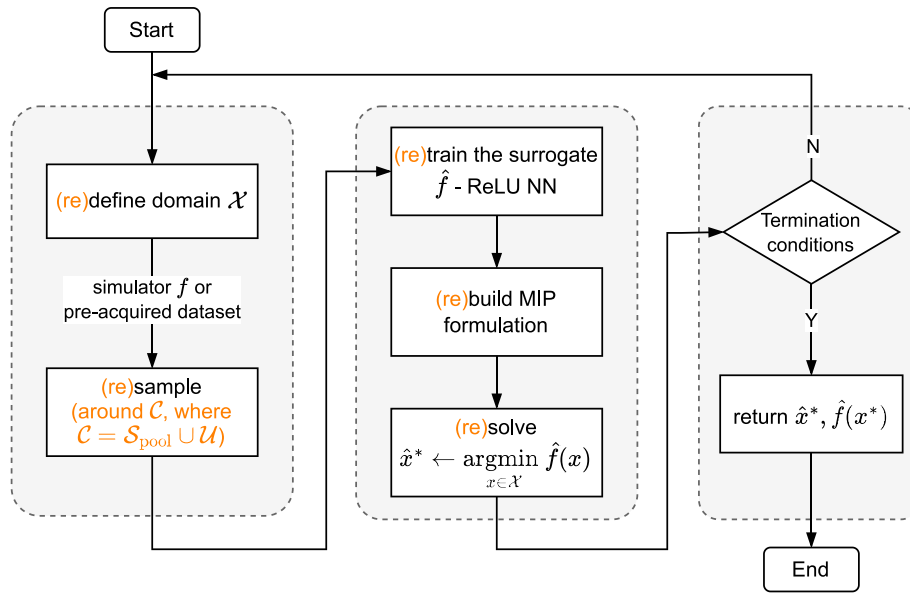 Start
(re)define domain 𝒳
simulator f or
pre-acquired dataset
(re)sample
(around 𝒞, where
𝒞 = 𝒮_pool ∪ 𝒰)
(re)train the surrogate
f̂ - ReLU NN
(re)build MIP
formulation
(re)solve
x̂* ← argmin f̂(x)
x∈𝒳
N
Termination
conditions
Y
return x̂*, f̂(x*)
End